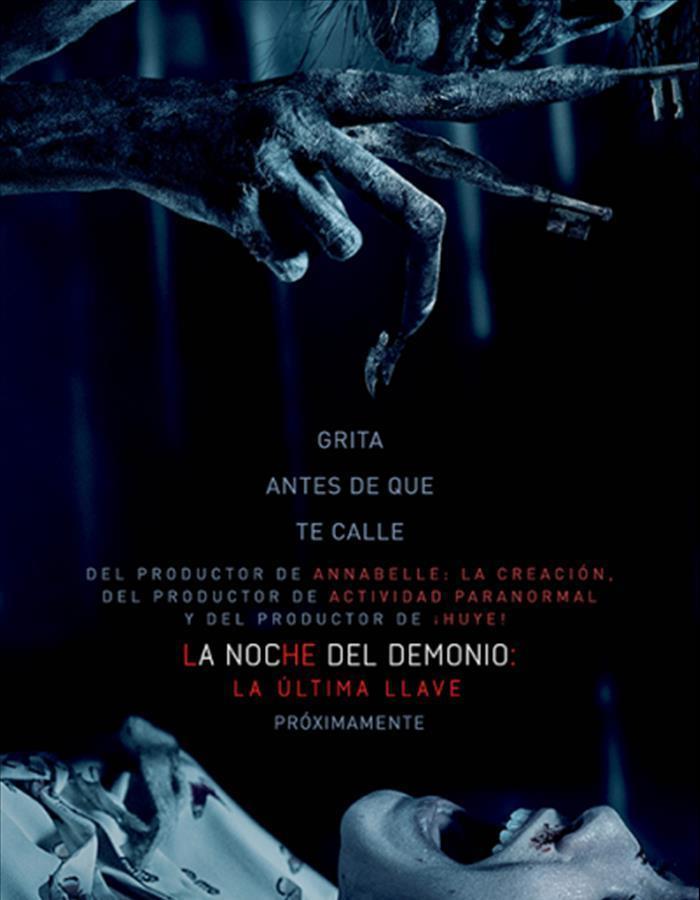 GRITA
ANTES DE QUE
TE CALLE
DEL PRODUCTOR DE ANNABELLE: LA CREACIÓN,
DEL PRODUCTOR DE ACTIVIDAD PARANORMAL
Y DEL PRODUCTOR DE ¡HUYE!
LA NOCHE DEL DEMONIO:
LA ÚLTIMA LLAVE
PRÓXIMAMENTE